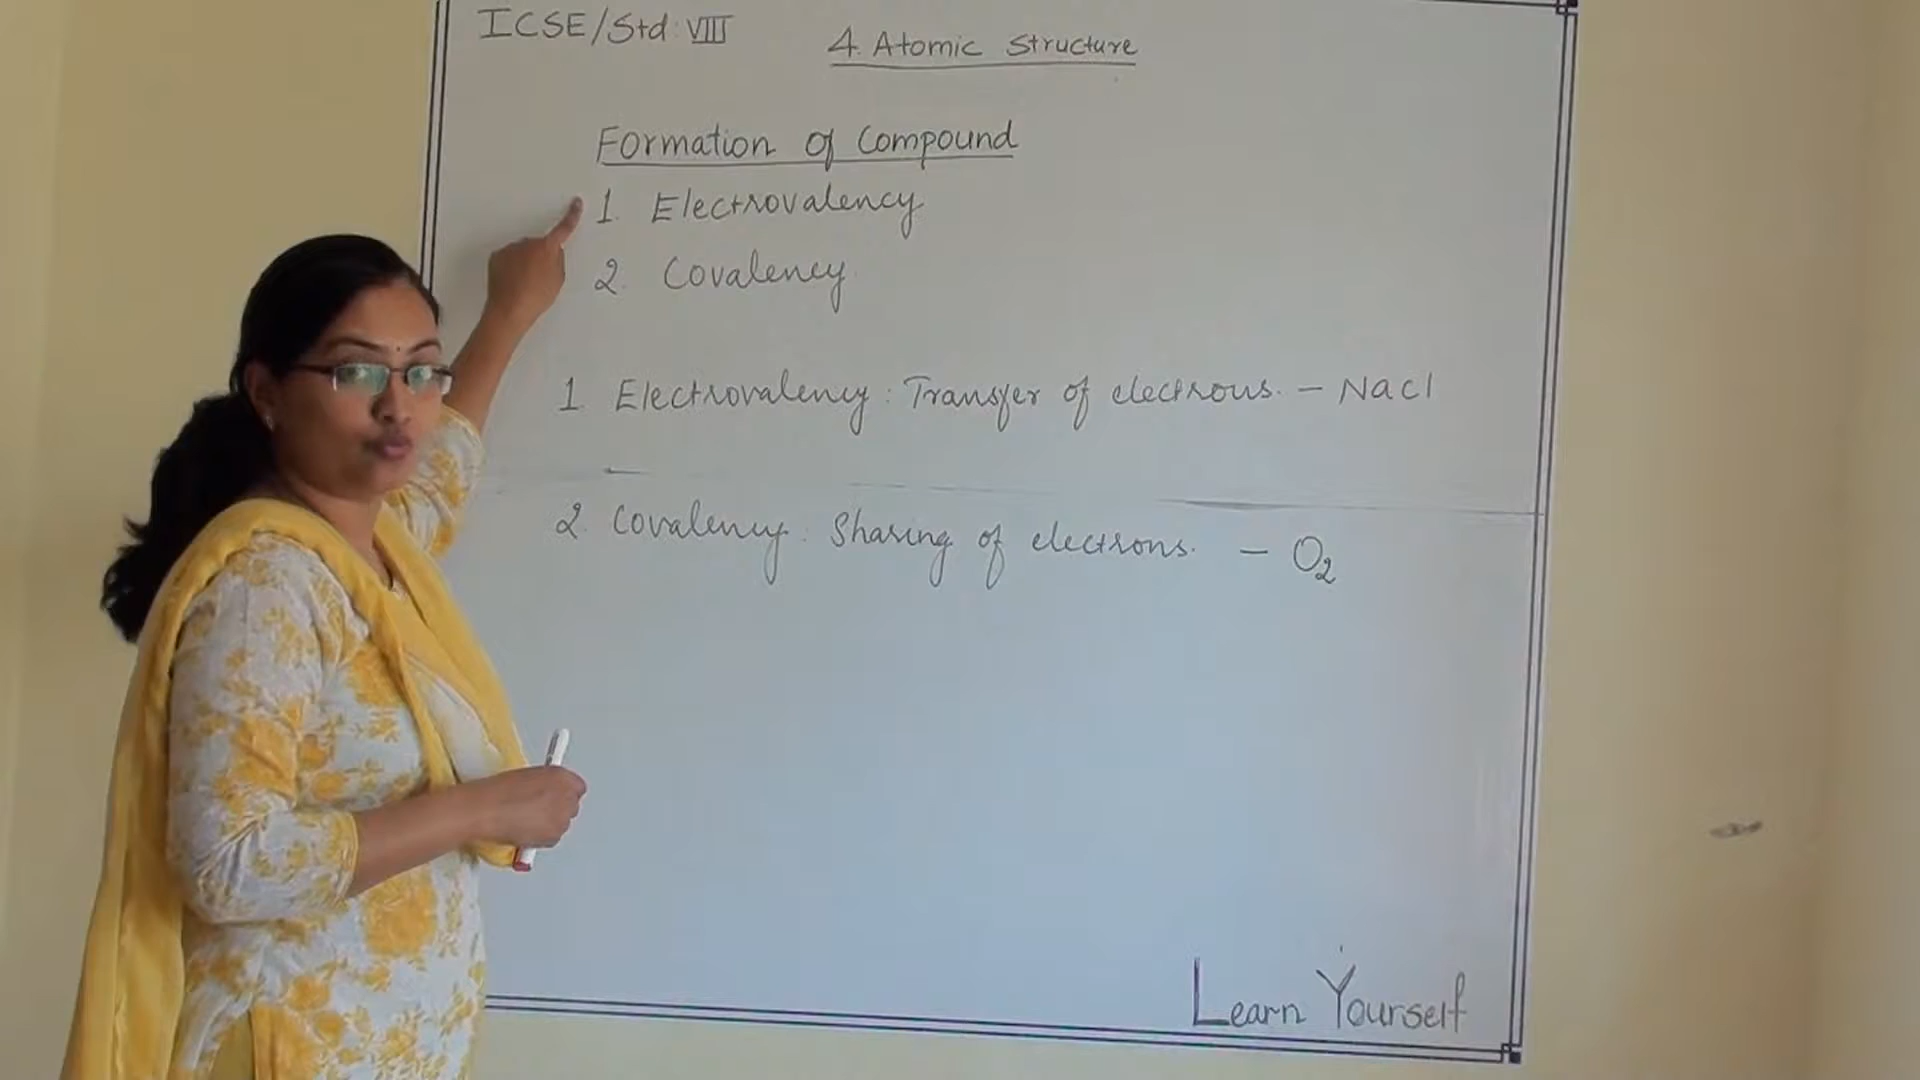 ICSE/Std: VIII
4. Atomic Structure
Formation of Compound
1. Electrovalency
2. Covalency
1. Electrovalency : Transfer of electrons. - NaCl
2. Covalency : Sharing of electrons. - O₂
Learn Yourself